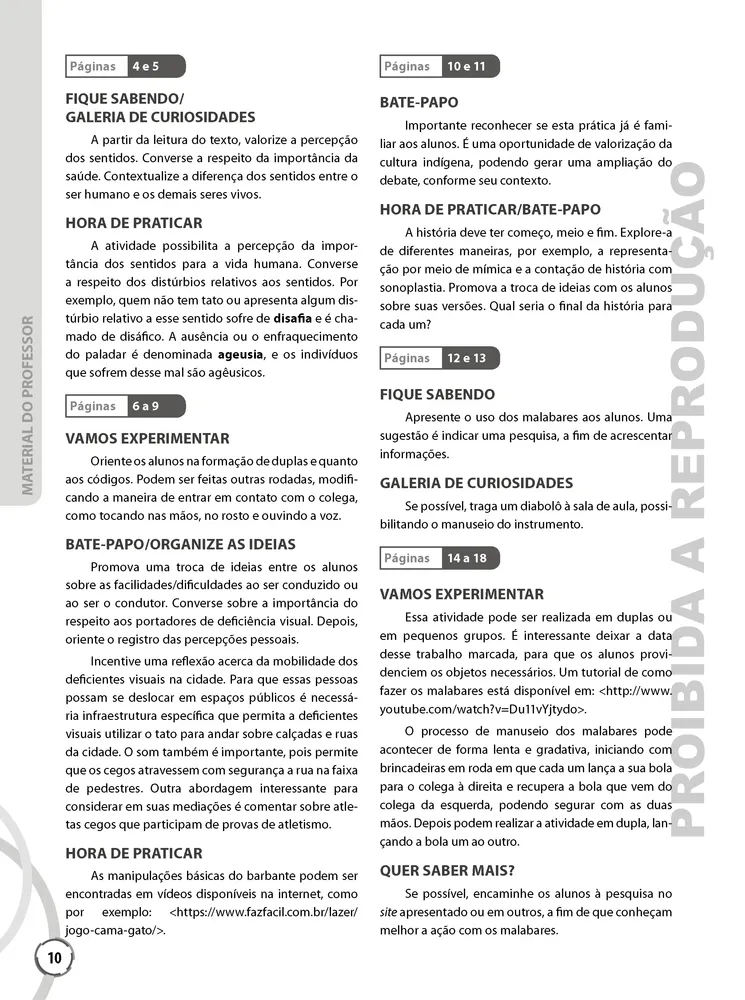 Páginas 4 e 5
FIQUE SABENDO/
GALERIA DE CURIOSIDADES
A partir da leitura do texto, valorize a percepção
dos sentidos. Converse a respeito da importância da
saúde. Contextualize a diferença dos sentidos entre o
ser humano e os demais seres vivos.
HORA DE PRATICAR
A atividade possibilita a percepção da impor-
tância dos sentidos para a vida humana. Converse
a respeito dos distúrbios relativos aos sentidos. Por
exemplo, quem não tem tato ou apresenta algum dis-
túrbio relativo a esse sentido sofre de disafia e é cha-
mado de disáfico. A ausência ou o enfraquecimento
do paladar é denominada ageusia, e os indivíduos
que sofrem desse mal são agêusicos.
Páginas 6 a 9
VAMOS EXPERIMENTAR
Oriente os alunos na formação de duplas e quanto
aos códigos. Podem ser feitas outras rodadas, modifi-
cando a maneira de entrar em contato com o colega,
como tocando nas mãos, no rosto e ouvindo a voz.
BATE-PAPO/ORGANIZE AS IDEIAS
Promova uma troca de ideias entre os alunos
sobre as facilidades/dificuldades ao ser conduzido ou
ao ser o condutor. Converse sobre a importância do
respeito aos portadores de deficiência visual. Depois,
oriente o registro das percepções pessoais.
Incentive uma reflexão acerca da mobilidade dos
deficientes visuais na cidade. Para que essas pessoas
possam se deslocar em espaços públicos é necessá-
ria infraestrutura específica que permita a deficientes
visuais utilizar o tato para andar sobre calçadas e ruas
da cidade. O som também é importante, pois permite
que os cegos atravessem com segurança a rua na faixa
de pedestres. Outra abordagem interessante para
considerar em suas mediações é comentar sobre atle-
tas cegos que participam de provas de atletismo.
HORA DE PRATICAR
As manipulações básicas do barbante podem ser
encontradas em vídeos disponíveis na internet, como
por exemplo: <https://www.fazfacil.com.br/lazer/
jogo-cama-gato/>.
Páginas 10 e 11
BATE-PAPO
Importante reconhecer se esta prática já é fami-
liar aos alunos. É uma oportunidade de valorização da
cultura indígena, podendo gerar uma ampliação do
debate, conforme seu contexto.
HORA DE PRATICAR/BATE-PAPO
A história deve ter começo, meio e fim. Explore-a
de diferentes maneiras, por exemplo, a representa-
ção por meio de mímica e a contação de história com
sonoplastia. Promova a troca de ideias com os alunos
sobre suas versões. Qual seria o final da história para
cada um?
Páginas 12 e 13
FIQUE SABENDO
Apresente o uso dos malabares aos alunos. Uma
sugestão é indicar uma pesquisa, a fim de acrescentar
informações.
GALERIA DE CURIOSIDADES
Se possível, traga um diabolô à sala de aula, possi-
bilitando o manuseio do instrumento.
Páginas 14 a 18
VAMOS EXPERIMENTAR
Essa atividade pode ser realizada em duplas ou
em pequenos grupos. É interessante deixar a data
desse trabalho marcada, para que os alunos provi-
denciem os objetos necessários. Um tutorial de como
fazer os malabares está disponível em: <http://www.
youtube.com/watch?v=Du11vYjtydo>.
O processo de manuseio dos malabares pode
acontecer de forma lenta e gradativa, iniciando com
brincadeiras em roda em que cada um lança a sua bola
para o colega à direita e recupera a bola que vem do
colega da esquerda, podendo segurar com as duas
mãos. Depois podem realizar a atividade em dupla, lan-
çando a bola um ao outro.
QUER SABER MAIS?
Se possível, encaminhe os alunos à pesquisa no
site apresentado ou em outros, a fim de que conheçam
melhor a ação com os malabares.
MATERIAL DO PROFESSOR
PROIBIDA A REPRODUÇÃO
10